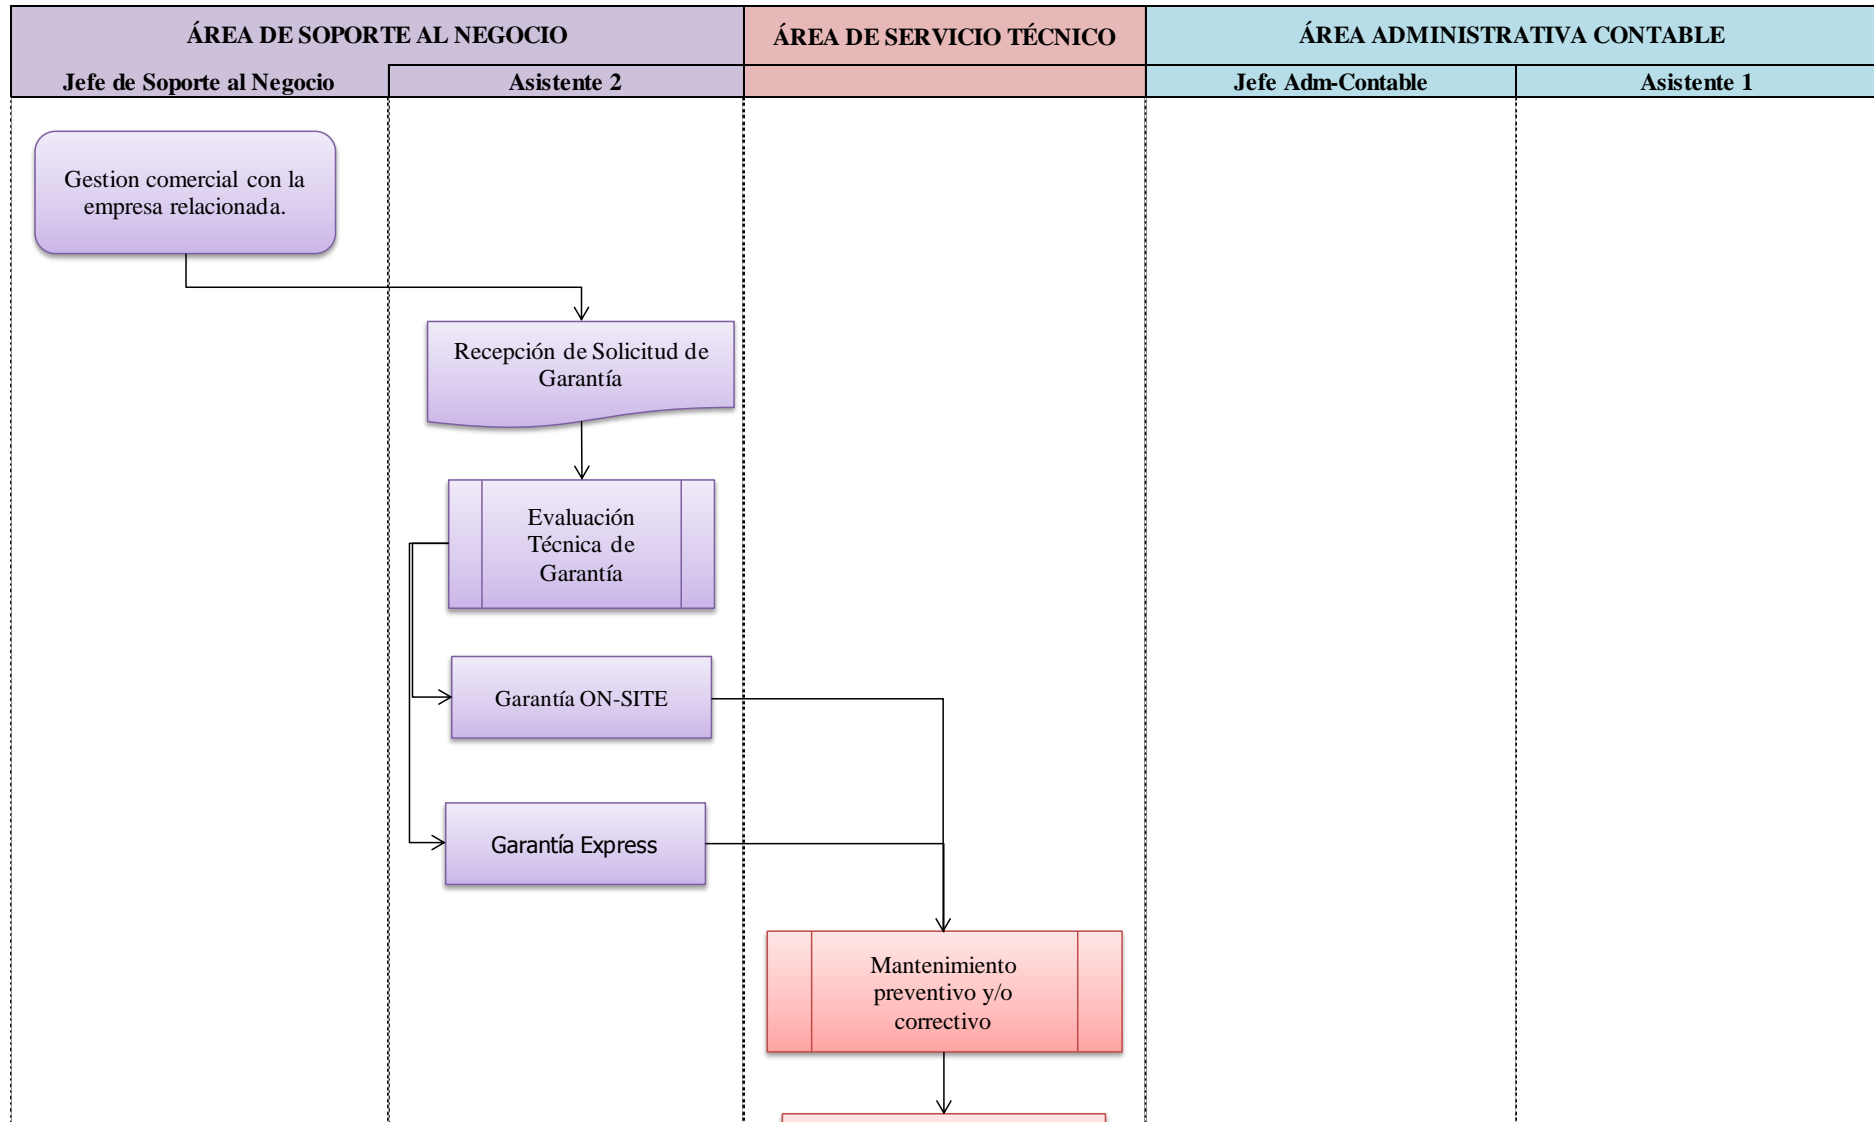 ÁREA DE SOPORTE AL NEGOCIO
ÁREA DE SERVICIO TÉCNICO
ÁREA ADMINISTRATIVA CONTABLE
Jefe de Soporte al Negocio
Asistente 2
Jefe Adm-Contable
Asistente 1
Gestion comercial con la
empresa relacionada.
Recepción de Solicitud de
Garantía
Evaluación
Técnica de
Garantía
Garantía ON-SITE
Garantía Express
Mantenimiento
preventivo y/o
correctivo